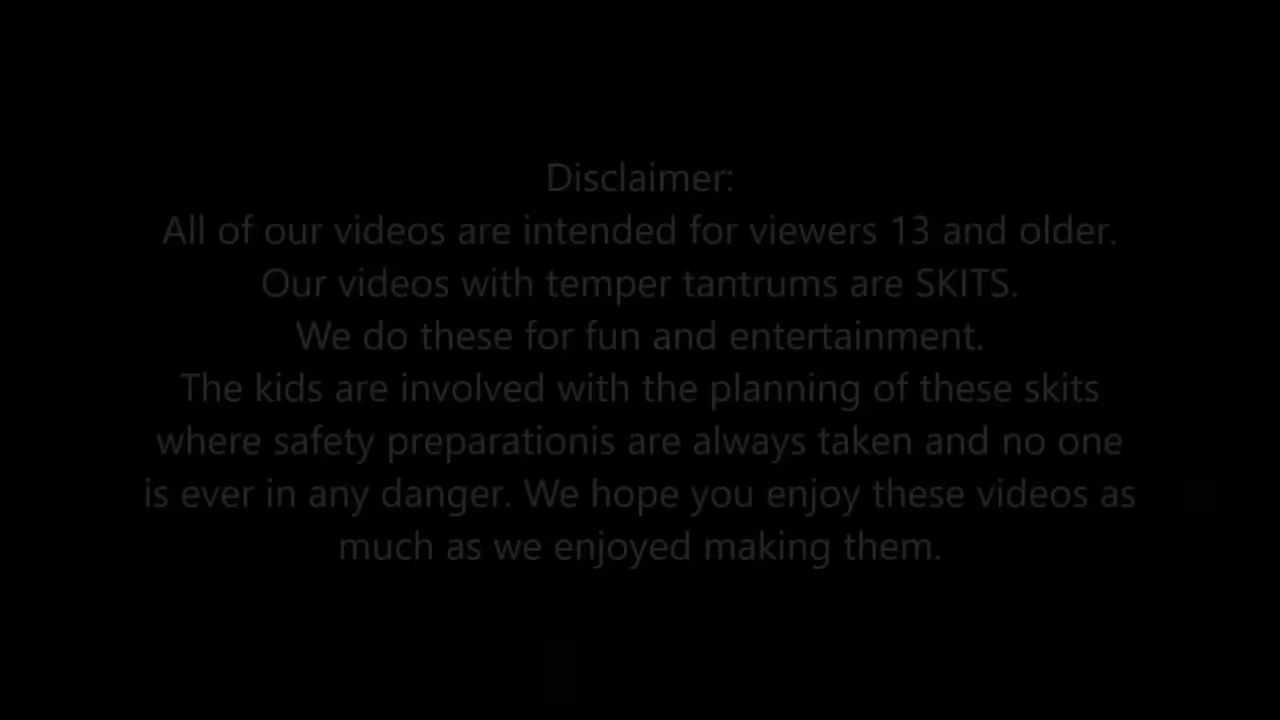 Disclaimer:
All of our videos are intended for viewers 13 and older.
Our videos with temper tantrums are SKITS.
We do these for fun and entertainment.
The kids are involved with the planning of these skits
where safety preparationis are always taken and no one
is ever in any danger. We hope you enjoy these videos as
much as we enjoyed making them.